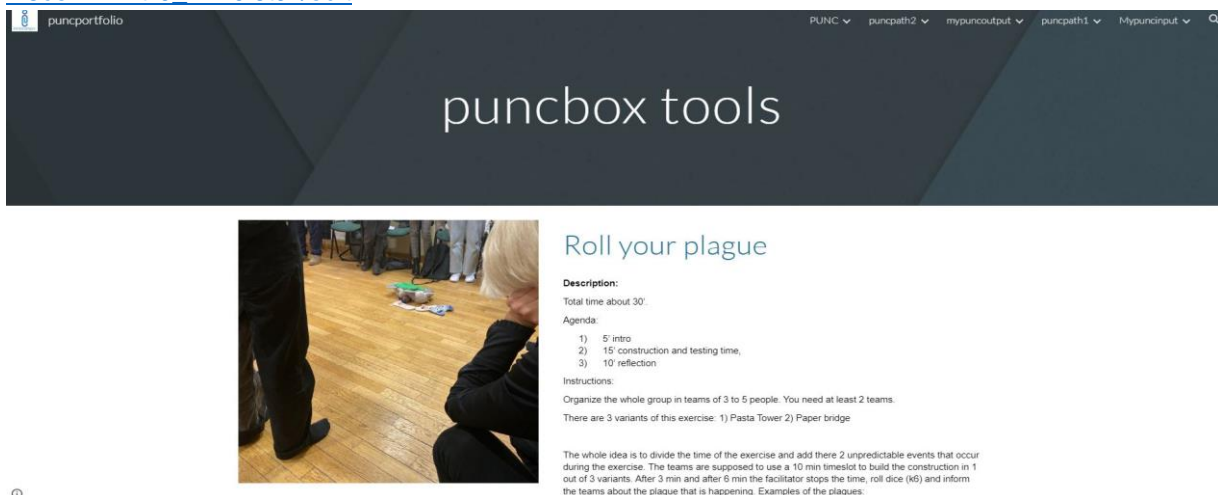 puncportfolio
PUNC puncpath2 mypuncoutput puncpath1 Mypuncinput
puncbox tools
Roll your plague
Description:
Total time about 30'.
Agenda:
1) 5' intro
2) 15' construction and testing time,
3) 10' reflection
Instructions:
Organize the whole group in teams of 3 to 5 people. You need at least 2 teams.
There are 3 variants of this exercise: 1) Pasta Tower 2) Paper bridge
The whole idea is to divide the time of the exercise and add there 2 unpredictable events that occur
during the exercise. The teams are supposed to use a 10 min timeslot to build the construction in 1
out of 3 variants. After 3 min and after 6 min the facilitator stops the time, roll dice (k6) and inform
the teams about the plague that is happening. Examples of the plagues: